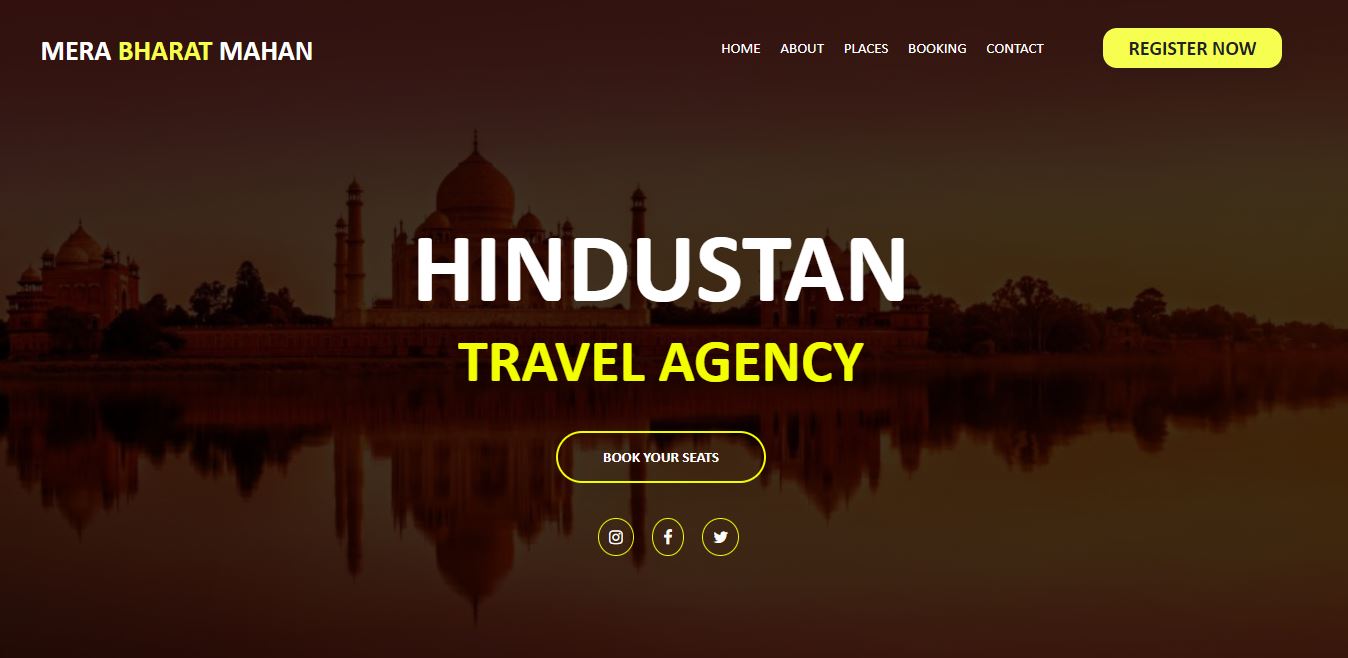 MERA BHARAT MAHAN
HOME ABOUT PLACES BOOKING CONTACT
REGISTER NOW
HINDUSTAN
TRAVEL AGENCY
BOOK YOUR SEATS